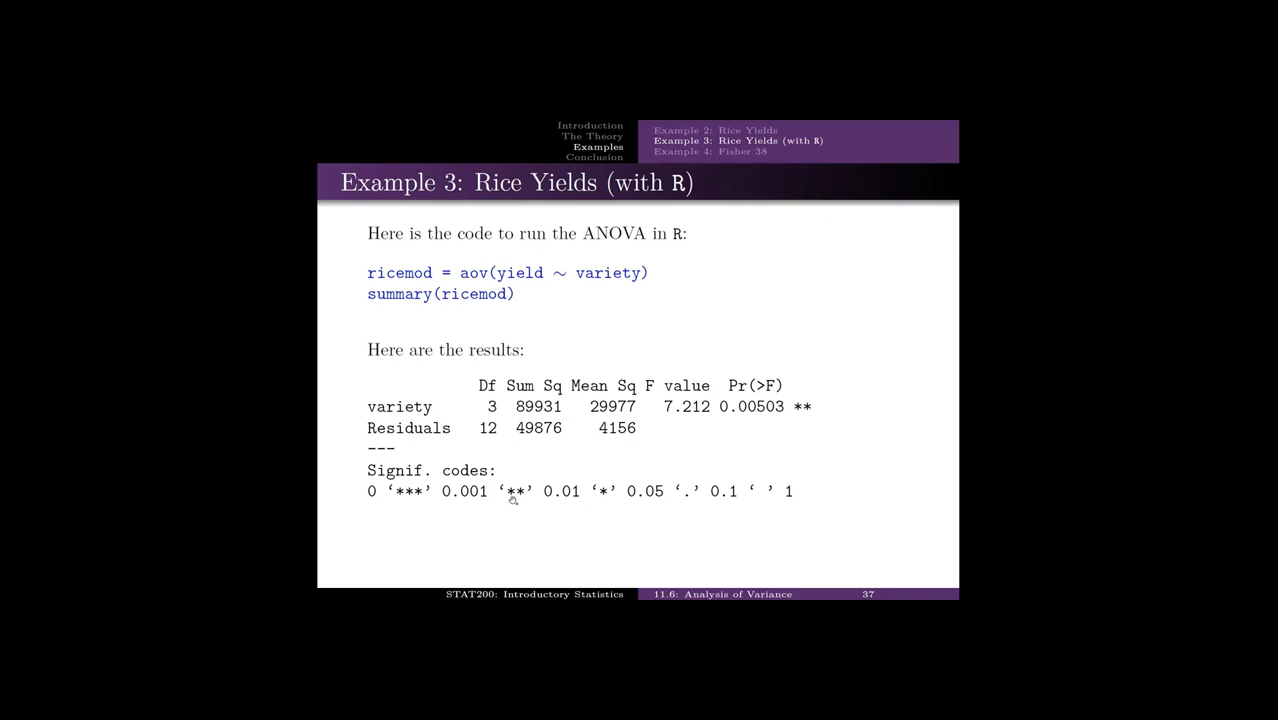 Introduction
The Theory
Examples
Conclusion
Example 2: Rice Yields
Example 3: Rice Yields (with R)
Example 4: Fisher 38
Example 3: Rice Yields (with R)
Here is the code to run the ANOVA in R:
ricemod = aov(yield ∼ variety)
summary(ricemod)
Here are the results:
Df Sum Sq Mean Sq F value Pr(>F)
variety 3 89931 29977 7.212 0.00503 **
Residuals 12 49876 4156
---
Signif. codes:
0 ‘***’ 0.001 ‘**’ 0.01 ‘*’ 0.05 ‘.’ 0.1 ‘ ’ 1
STAT200: Introductory Statistics 11.6: Analysis of Variance 37